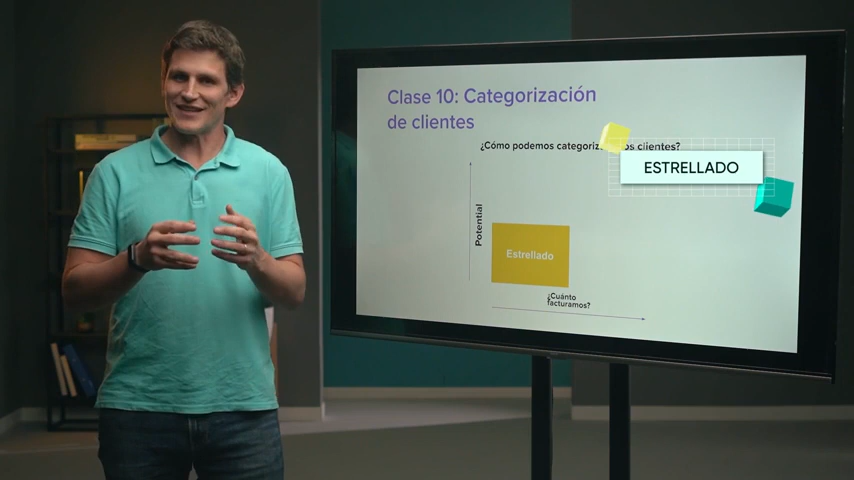 Clase 10: Categorización
de clientes
¿Cómo podemos categoriz os clientes?
ESTRELLADO
Potential
Estrellado
¿Cuánto
facturamos?